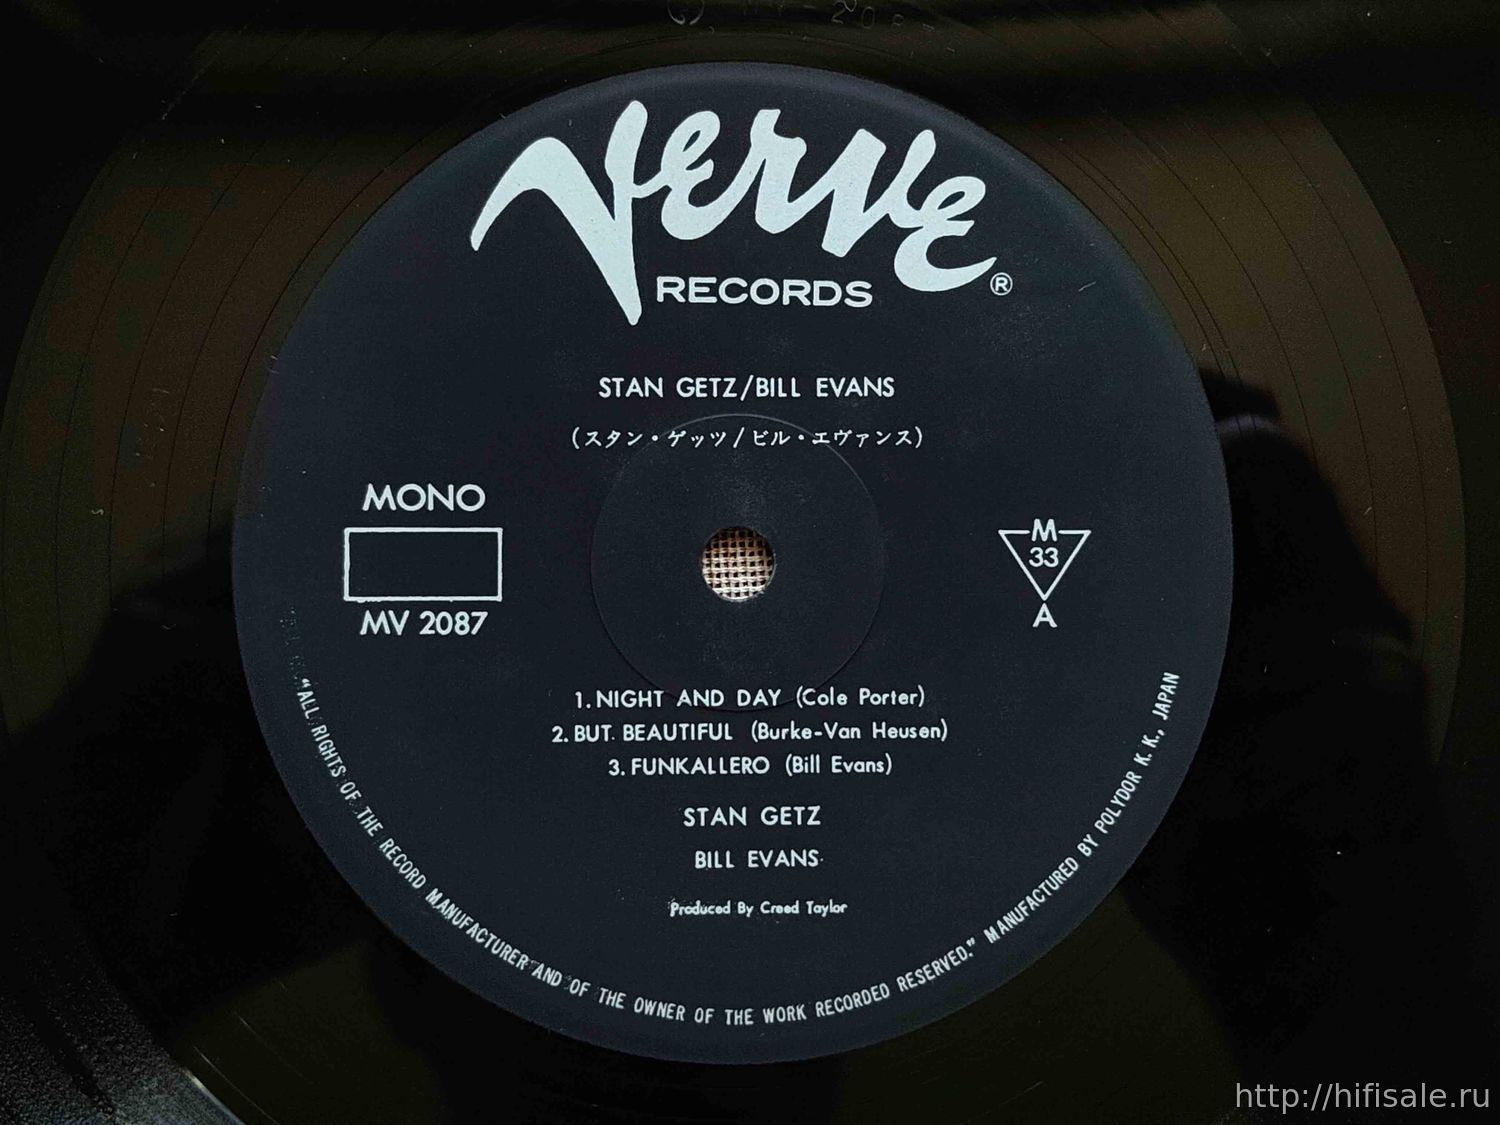 Verve
RECORDS ®
STAN GETZ/BILL EVANS
(スタン・ゲッツ/ビル・エヴァンス)
MONO
MV 2087
M
33
A
1. NIGHT AND DAY (Cole Porter)
2. BUT BEAUTIFUL (Burke-Van Heusen)
3. FUNKALLERO (Bill Evans)
STAN GETZ
BILL EVANS
Produced By Creed Taylor
"ALL RIGHTS OF THE RECORD MANUFACTURER AND OF THE OWNER OF THE WORK RECORDED RESERVED." MANUFACTURED BY POLYDOR K.K., JAPAN
http://hifisale.ru